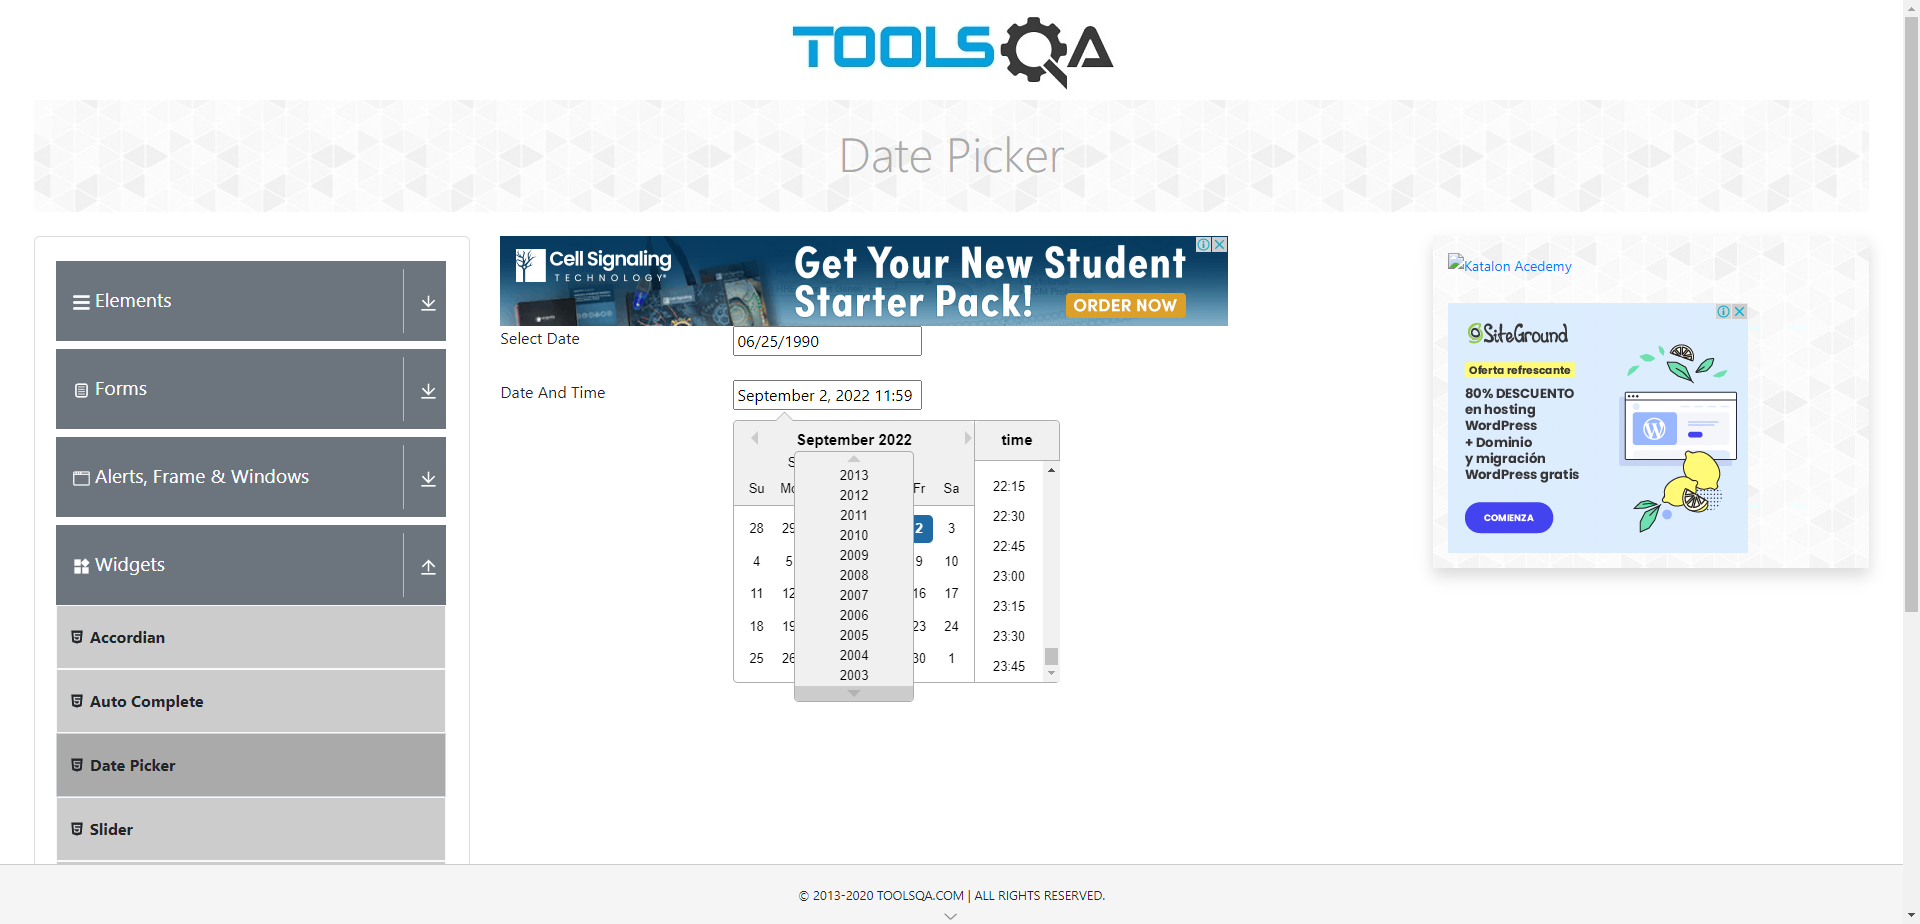 TOOLSQA
Date Picker
Elements
Forms
Alerts, Frame & Windows
Widgets
Accordian
Auto Complete
Date Picker
Slider
Cell Signaling
TECHNOLOGY
Get Your New Student
Starter Pack!
ORDER NOW
Select Date
06/25/1990
Date And Time
September 2, 2022 11:59
September 2022
2013
2012
2011
2010
2009
2008
2007
2006
2005
2004
2003
Su Mo Fr Sa
28 29 2 3
4 5 9 10
11 12 16 17
18 19 23 24
25 26 30 1
time
22:15
22:30
22:45
23:00
23:15
23:30
23:45
Katalon Acedemy
SiteGround
Oferta refrescante
80% DESCUENTO
en hosting
WordPress
+ Dominio
y migración
WordPress gratis
COMIENZA
© 2013-2020 TOOLSQA.COM | ALL RIGHTS RESERVED.